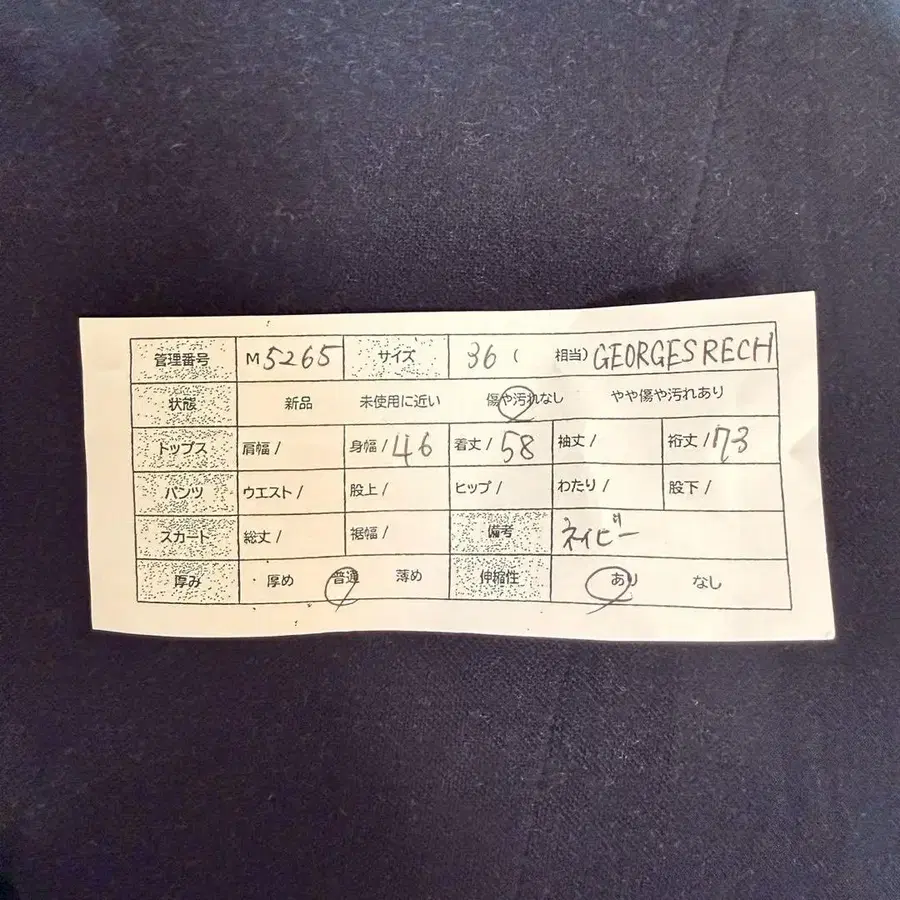 管理番号 M5265 サイズ 36 ( 相当) GEORGES RECH
状態 新品 未使用に近い 傷や汚れなし やや傷や汚れあり
トップス 肩幅 / 身幅 / 46 着丈 / 58 袖丈 / 裄丈 / 73
パンツ ウエスト / 股上 / ヒップ / わたり / 股下 /
スカート 総丈 / 裾幅 / 備考 ネイビー
厚み 厚め 普通 薄め 伸縮性 あり なし